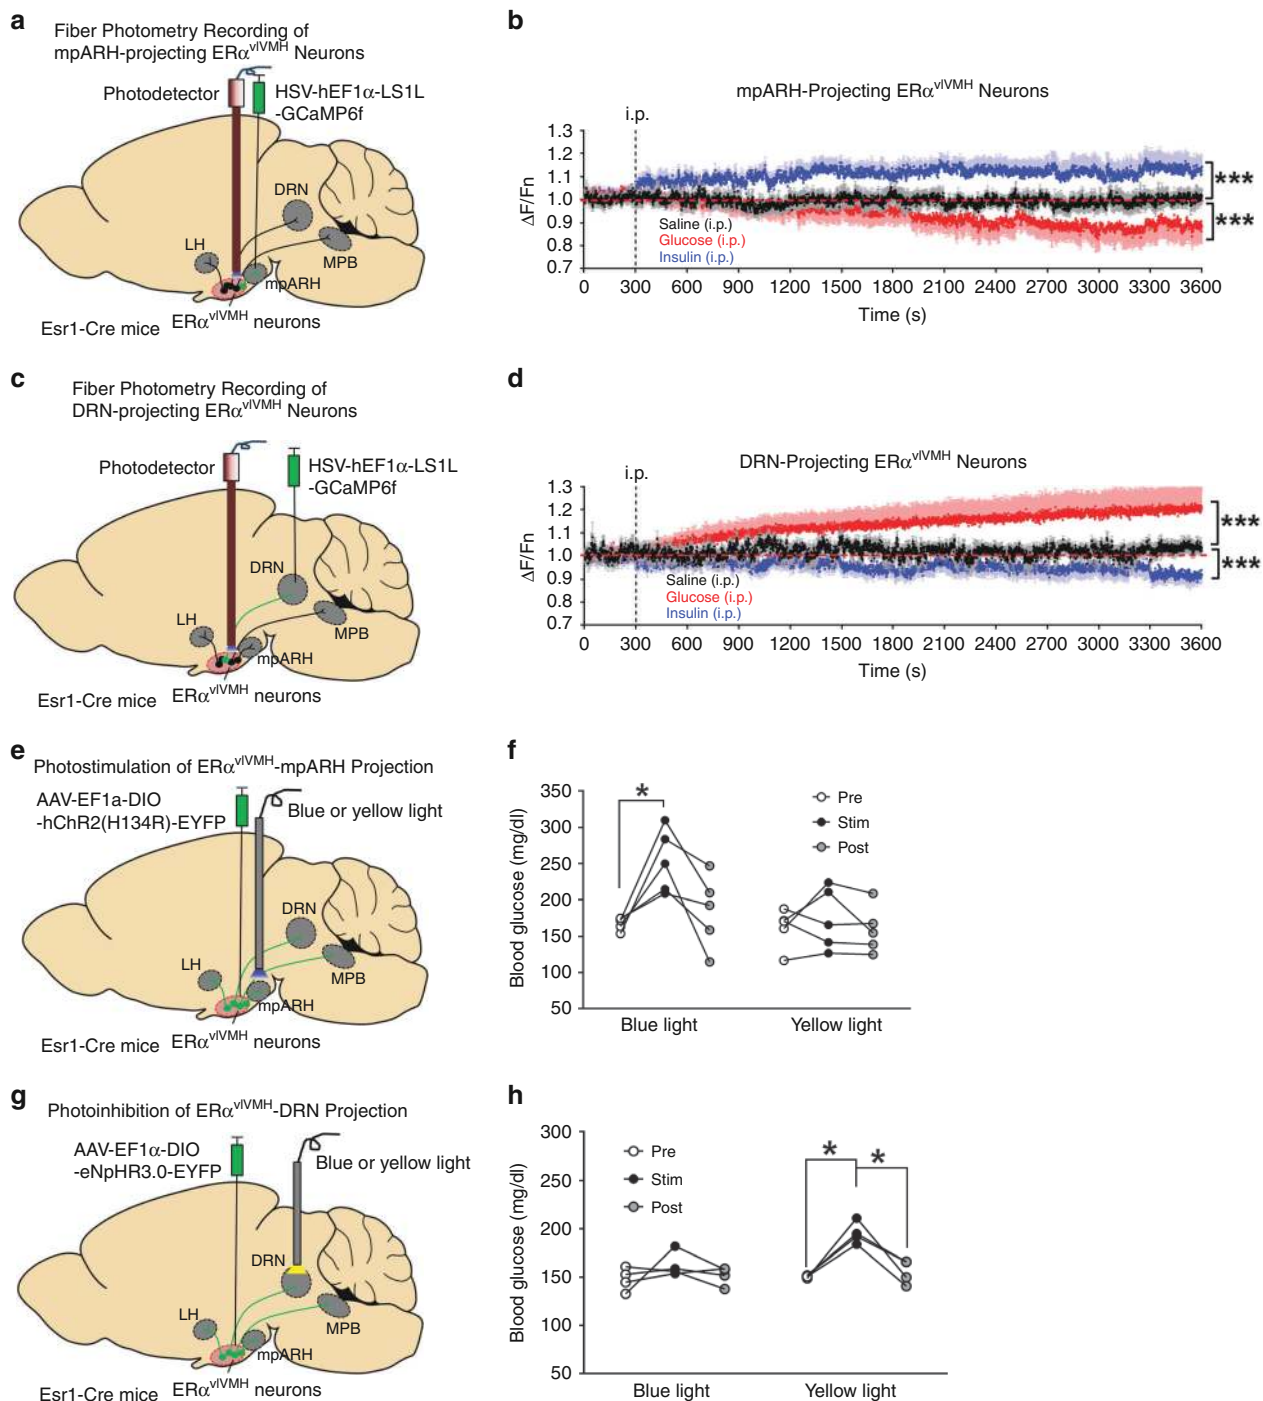 a
Fiber Photometry Recording of
mpARH-projecting ERα^vlVMH Neurons
Photodetector
HSV-hEF1α-LS1L
-GCaMP6f
DRN
LH
MPB
mpARH
ERα^vlVMH neurons
Esr1-Cre mice
b
mpARH-Projecting ERα^vlVMH Neurons
i.p.
1.3
1.2
1.1
1.0
0.9
0.8
0.7
ΔF/Fn
Saline (i.p.)
Glucose (i.p.)
Insulin (i.p.)
***
***
0 300 600 900 1200 1500 1800 2100 2400 2700 3000 3300 3600
Time (s)
c
Fiber Photometry Recording of
DRN-projecting ERα^vlVMH Neurons
Photodetector
HSV-hEF1α-LS1L
-GCaMP6f
DRN
LH
MPB
mpARH
Esr1-Cre mice
ERα^vlVMH neurons
d
DRN-Projecting ERα^vlVMH Neurons
i.p.
1.3
1.2
1.1
1.0
0.9
0.8
0.7
ΔF/Fn
Saline (i.p.)
Glucose (i.p.)
Insulin (i.p.)
***
***
0 300 600 900 1200 1500 1800 2100 2400 2700 3000 3300 3600
Time (s)
e
Photostimulation of ERα^vlVMH-mpARH Projection
AAV-EF1a-DIO
-hChR2(H134R)-EYFP
Blue or yellow light
DRN
LH
MPB
mpARH
Esr1-Cre mice
ERα^vlVMH neurons
f
350
300
250
200
150
100
50
Blood glucose (mg/dl)
*
Pre
Stim
Post
Blue light
Yellow light
g
Photoinhibition of ERα^vlVMH-DRN Projection
AAV-EF1α-DIO
-eNpHR3.0-EYFP
Blue or yellow light
DRN
LH
MPB
mpARH
Esr1-Cre mice
ERα^vlVMH neurons
h
300
250
200
150
100
50
Blood glucose (mg/dl)
Pre
Stim
Post
*
*
Blue light
Yellow light